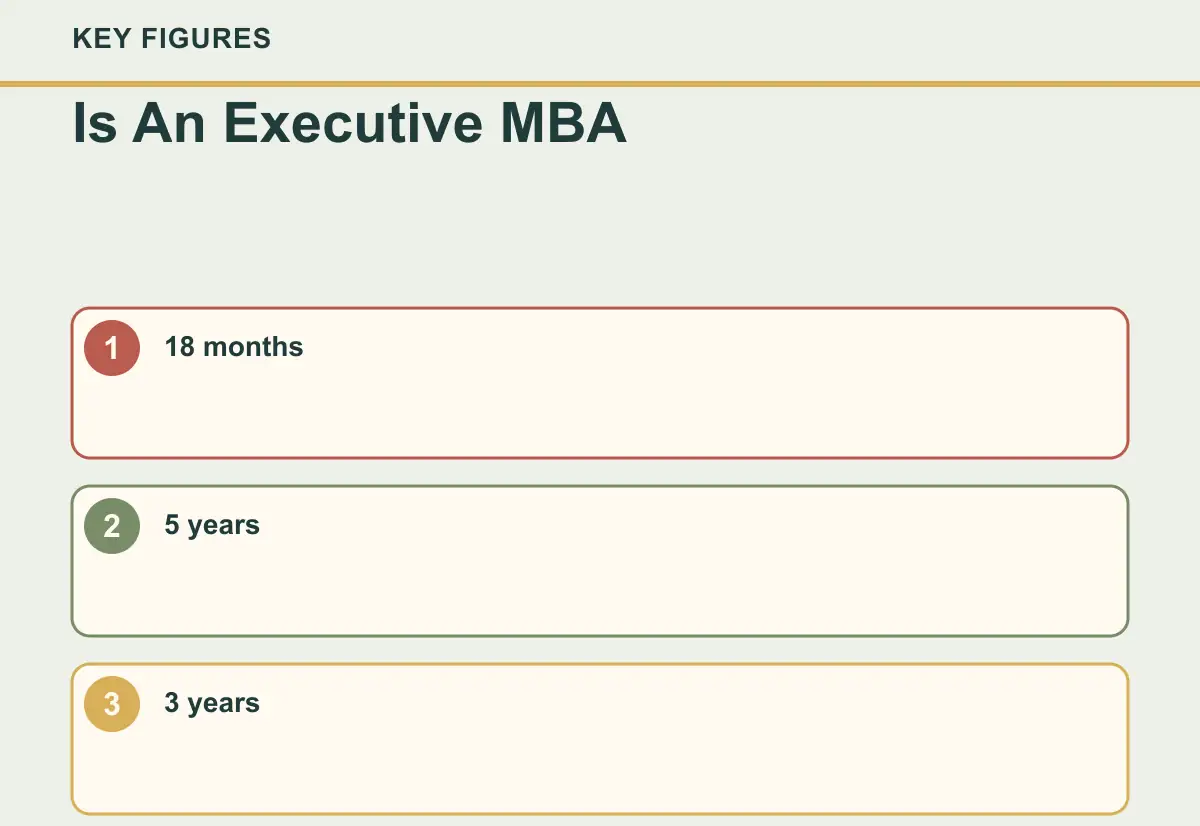 KEY FIGURES
Is An Executive MBA
1 18 months
2 5 years
3 3 years